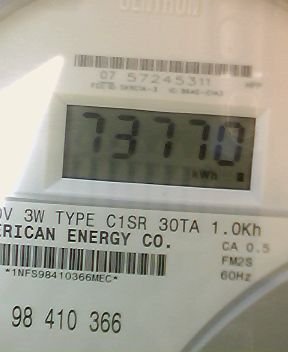 CENTRON
07 57245311
73770
kWh
0V 3W TYPE C1SR 30TA 1.0Kh
ERICAN ENERGY CO.
CA 0.5
FM2S
60Hz
*1NFS98410366MEC*
98 410 366